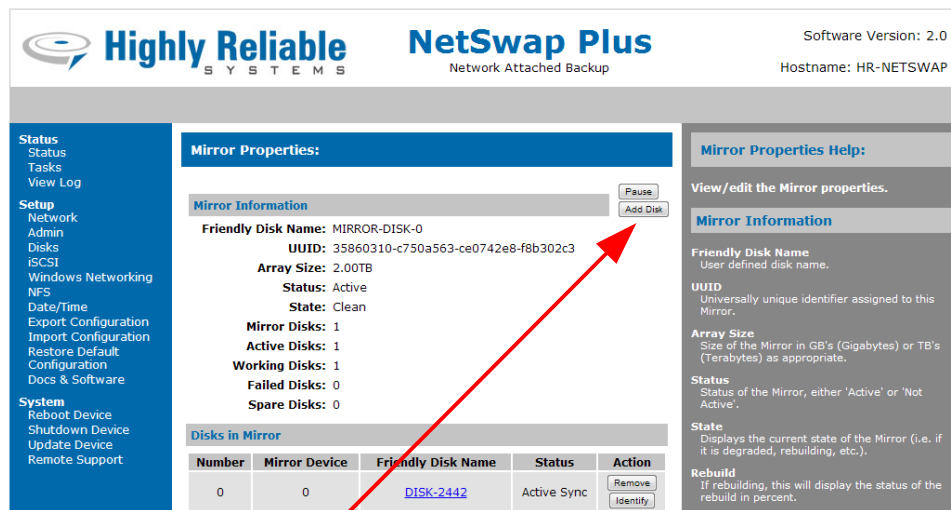 Highly Reliable
SYSTEMS
NetSwap Plus
Network Attached Backup
Software Version: 2.0
Hostname: HR-NETSWAP
Status
Status
Tasks
View Log
Setup
Network
Admin
Disks
iSCSI
Windows Networking
NFS
Date/Time
Export Configuration
Import Configuration
Restore Default
Configuration
Docs & Software
System
Reboot Device
Shutdown Device
Update Device
Remote Support
Mirror Properties:
Pause
Add Disk
Mirror Information
Friendly Disk Name: MIRROR-DISK-0
UUID: 35860310-c750a563-ce0742e8-f8b302c3
Array Size: 2.00TB
Status: Active
State: Clean
Mirror Disks: 1
Active Disks: 1
Working Disks: 1
Failed Disks: 0
Spare Disks: 0
Disks in Mirror
Number Mirror Device Friendly Disk Name Status Action
0 0 DISK-2442 Active Sync Remove
Identify
Mirror Properties Help:
View/edit the Mirror properties.
Mirror Information
Friendly Disk Name
User defined disk name.
UUID
Universally unique identifier assigned to this
Mirror.
Array Size
Size of the Mirror in GB's (Gigabytes) or TB's
(Terabytes) as appropriate.
Status
Status of the Mirror, either 'Active' or 'Not
Active'.
State
Displays the current state of the Mirror (i.e. if
it is degraded, rebuilding, etc.).
Rebuild
If rebuilding, this will display the status of the
rebuild in percent.